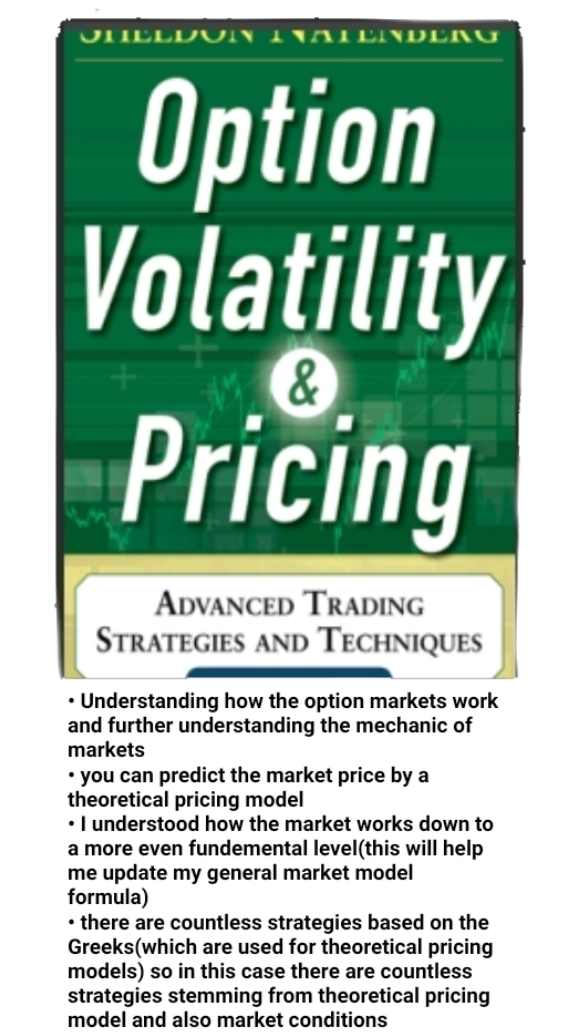 SHELDON NATENBERG
Option
Volatility
&
Pricing
ADVANCED TRADING
STRATEGIES AND TECHNIQUES
• Understanding how the option markets work
and further understanding the mechanic of
markets
• you can predict the market price by a
theoretical pricing model
• I understood how the market works down to
a more even fundemental level(this will help
me update my general market model
formula)
• there are countless strategies based on the
Greeks(which are used for theoretical pricing
models) so in this case there are countless
strategies stemming from theoretical pricing
model and also market conditions